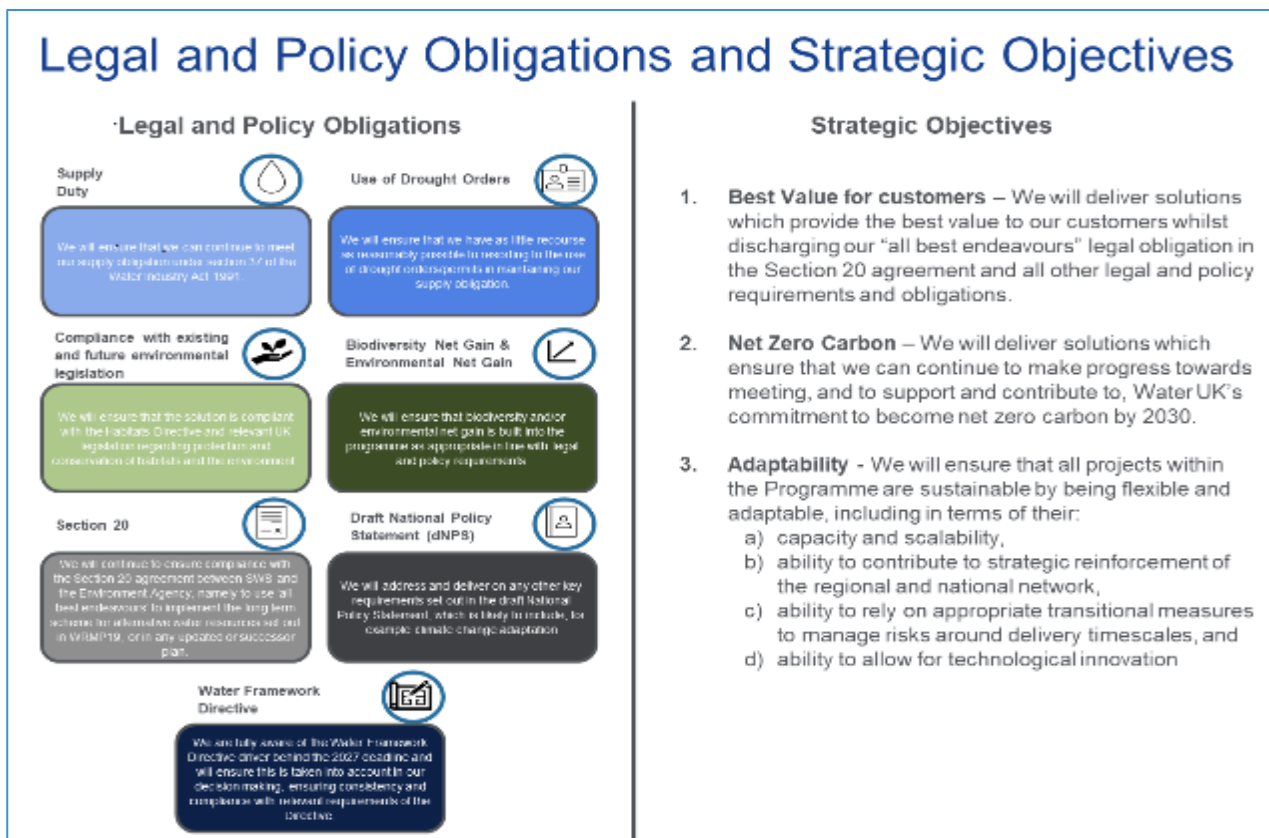 Legal and Policy Obligations and Strategic Objectives
Legal and Policy Obligations
Supply
Duty
We will ensure that we can continue to meet
our supply obligation under section 37 of the
Water Industry Act 1991.
Use of Drought Orders
We will ensure that we have as little recourse
as reasonably possible to resorting to the use
of drought orders/permits in maintaining our
supply obligation.
Compliance with existing
and future environmental
legislation
We will ensure that the solution is compliant
with the Habitats Directive and relevant UK
legislation regarding protection and
conservation of habitats and the environment
Biodiversity Net Gain &
Environmental Net Gain
We will ensure that biodiversity and/or
environmental net gain is built into the
programme as appropriate in line with legal
and policy requirements
Section 20
We will continue to ensure compliance with
the Section 20 agreement between SWS and
the Environment Agency, namely to use 'all
best endeavours' to implement the long term
scheme for alternative water resources set out
in WRMP19, or in any updated or successor
plan.
Draft National Policy
Statement (dNPS)
We will address and deliver on any other key
requirements set out in the draft National
Policy Statement, which is likely to include, for
example climate change adaptation
Water Framework
Directive
We are fully aware of the Water Framework
Directive driver behind the 2027 deadline and
will ensure this is taken into account in our
decision making, ensuring consistency and
compliance with relevant requirements of the
Directive
Strategic Objectives
1. Best Value for customers – We will deliver solutions
which provide the best value to our customers whilst
discharging our “all best endeavours” legal obligation in
the Section 20 agreement and all other legal and policy
requirements and obligations.
2. Net Zero Carbon – We will deliver solutions which
ensure that we can continue to make progress towards
meeting, and to support and contribute to, Water UK's
commitment to become net zero carbon by 2030.
3. Adaptability - We will ensure that all projects within
the Programme are sustainable by being flexible and
adaptable, including in terms of their:
a) capacity and scalability,
b) ability to contribute to strategic reinforcement of
the regional and national network,
c) ability to rely on appropriate transitional measures
to manage risks around delivery timescales, and
d) ability to allow for technological innovation